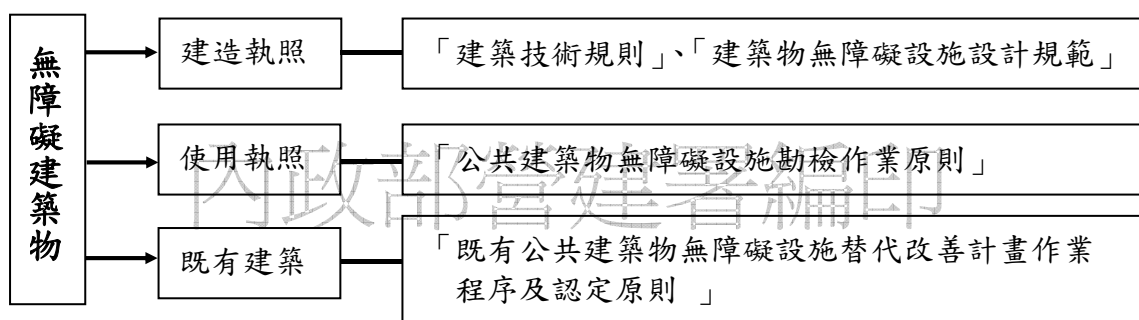 無障礙建築物
建造執照
「建築技術規則」、「建築物無障礙設施設計規範」
使用執照
「公共建築物無障礙設施勘檢作業原則」
既有建築
「既有公共建築物無障礙設施替代改善計畫作業
程序及認定原則 」
內政部營建署編印